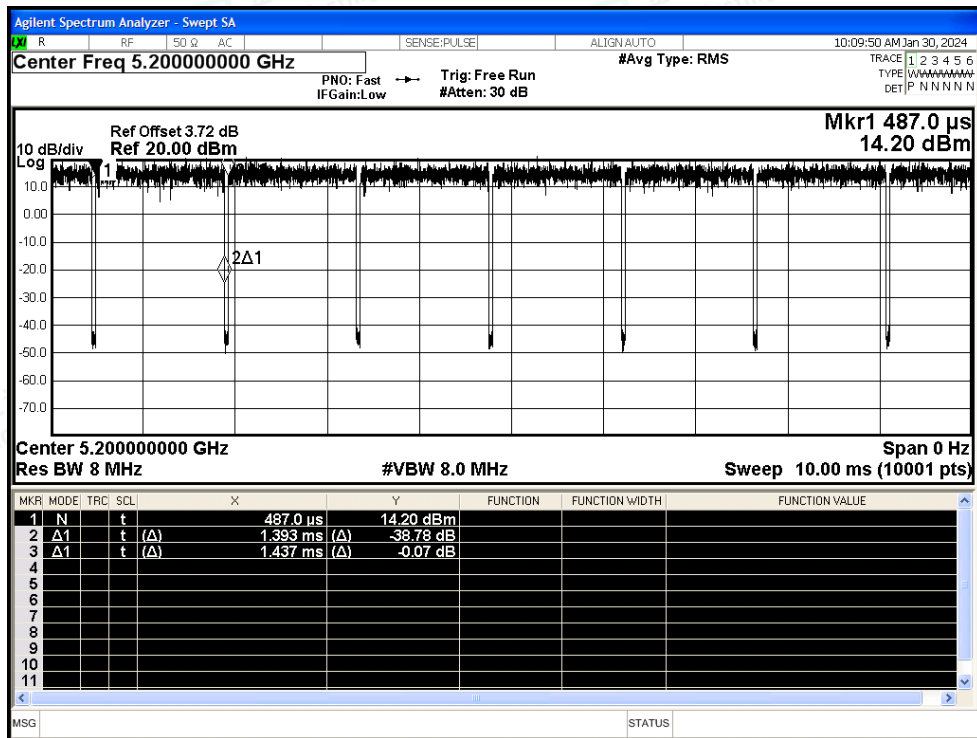 Agilent Spectrum Analyzer - Swept SA
LXI R RF 50 Ω AC SENSE:PULSE ALIGN AUTO 10:09:50 AM Jan 30, 2024
Center Freq 5.200000000 GHz #Avg Type: RMS TRACE 1 2 3 4 5 6
PNO: Fast Trig: Free Run TYPE WWWWWW
IFGain:Low #Atten: 30 dB DET P N N N N N
Mkr1 487.0 µs
Ref Offset 3.72 dB
10 dB/div Ref 20.00 dBm 14.20 dBm
Log
1
10.0
0.00
-10.0
2Δ1
-20.0
-30.0
-40.0
-50.0
-60.0
-70.0
Center 5.200000000 GHz Span 0 Hz
Res BW 8 MHz #VBW 8.0 MHz Sweep 10.00 ms (10001 pts)
MKR MODE TRC SCL X Y FUNCTION FUNCTION WIDTH FUNCTION VALUE
1 N t 487.0 µs 14.20 dBm
2 Δ1 t (Δ) 1.393 ms (Δ) -38.78 dB
3 Δ1 t (Δ) 1.437 ms (Δ) -0.07 dB
4
5
6
7
8
9
10
11
MSG STATUS